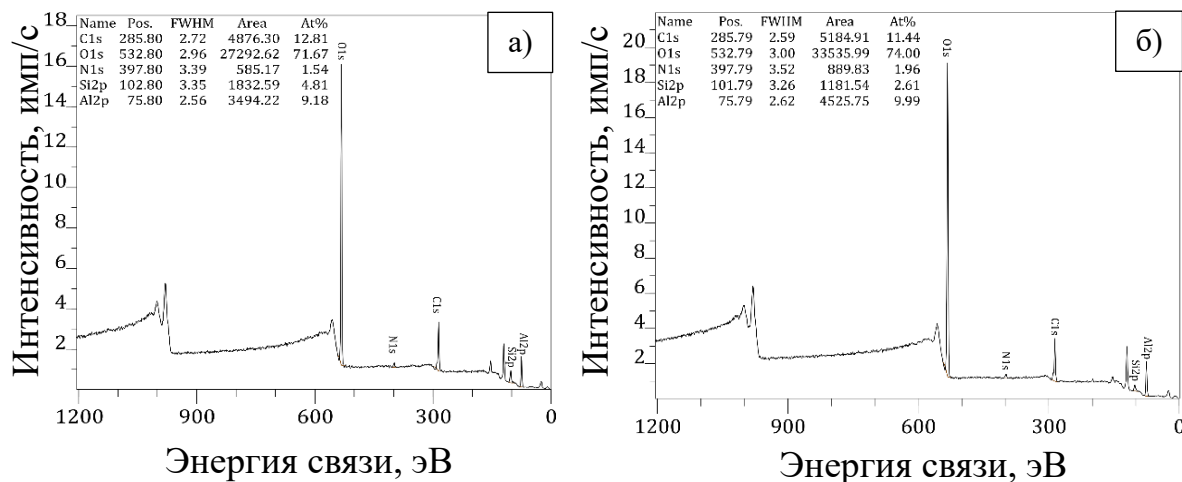 а)
Name Pos. FWHM Area At%
C1s 285.80 2.72 4876.30 12.81
O1s 532.80 2.96 27292.62 71.67
N1s 397.80 3.39 585.17 1.54
Si2p 102.80 3.35 1832.59 4.81
Al2p 75.80 2.56 3494.22 9.18
18
16
14
12
10
8
6
4
2
O1s
N1s
C1s
Si2p
Al2p
1200 900 600 300 0
Интенсивность, имп/с
Энергия связи, эВ
б)
Name Pos. FWHM Area At%
C1s 285.79 2.59 5184.91 11.44
O1s 532.79 3.00 33535.99 74.00
N1s 397.79 3.52 889.83 1.96
Si2p 101.79 3.26 1181.54 2.61
Al2p 75.79 2.62 4525.75 9.99
20
18
16
14
12
10
8
6
4
2
O1s
N1s
C1s
Si2p
Al2p
1200 900 600 300 0
Интенсивность, имп/с
Энергия связи, эВ